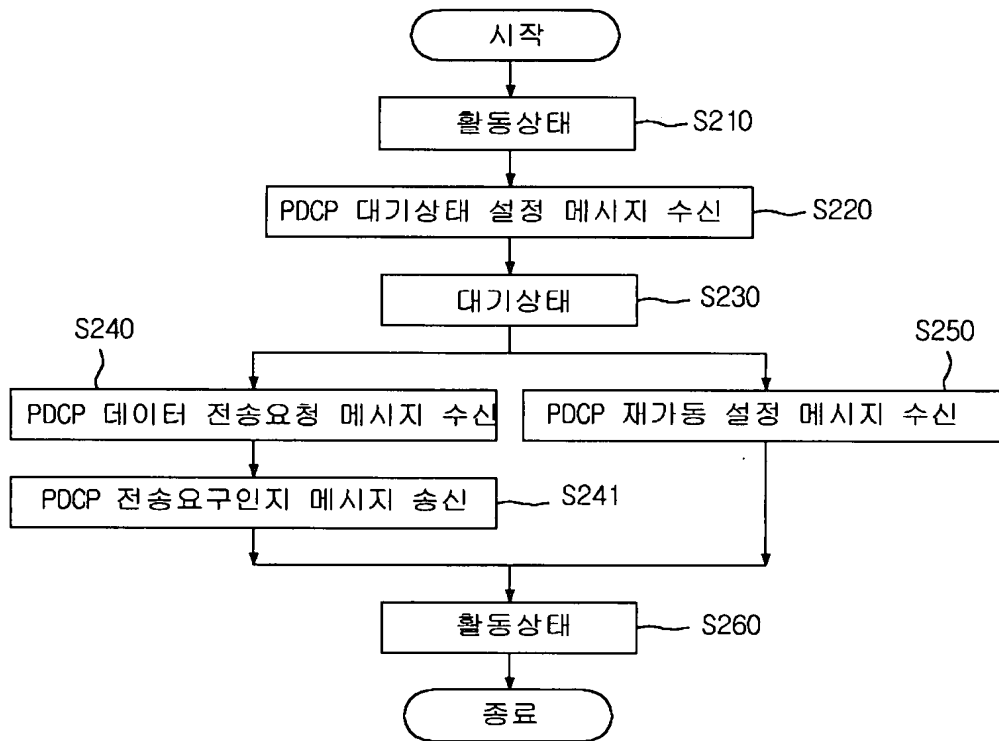 시작
활동상태
S210
PDCP 대기상태 설정 메시지 수신
S220
대기상태
S230
S240
S250
PDCP 데이터 전송요청 메시지 수신
PDCP 재가동 설정 메시지 수신
PDCP 전송요구인지 메시지 송신
S241
활동상태
S260
종료